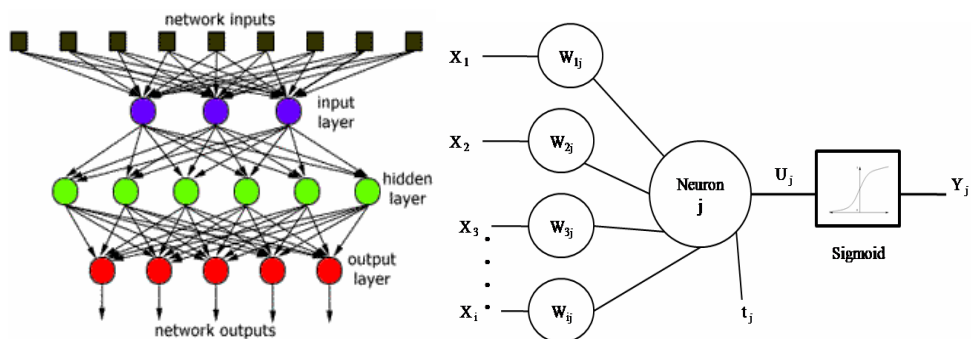 network inputs
input
layer
hidden
layer
output
layer
network outputs
X1
W1j
X2
W2j
X3
W3j
Xi
Wij
Neuron
j
tj
Uj
Sigmoid
Yj